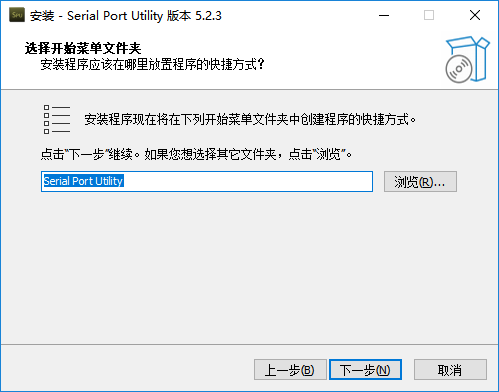 安装 - Serial Port Utility 版本 5.2.3
选择开始菜单文件夹
安装程序应该在哪里放置程序的快捷方式?
安装程序现在将在下列开始菜单文件夹中创建程序的快捷方式。
点击“下一步”继续。如果您想选择其它文件夹，点击“浏览”。
Serial Port Utility
浏览(R)...
上一步(B)
下一步(N)
取消